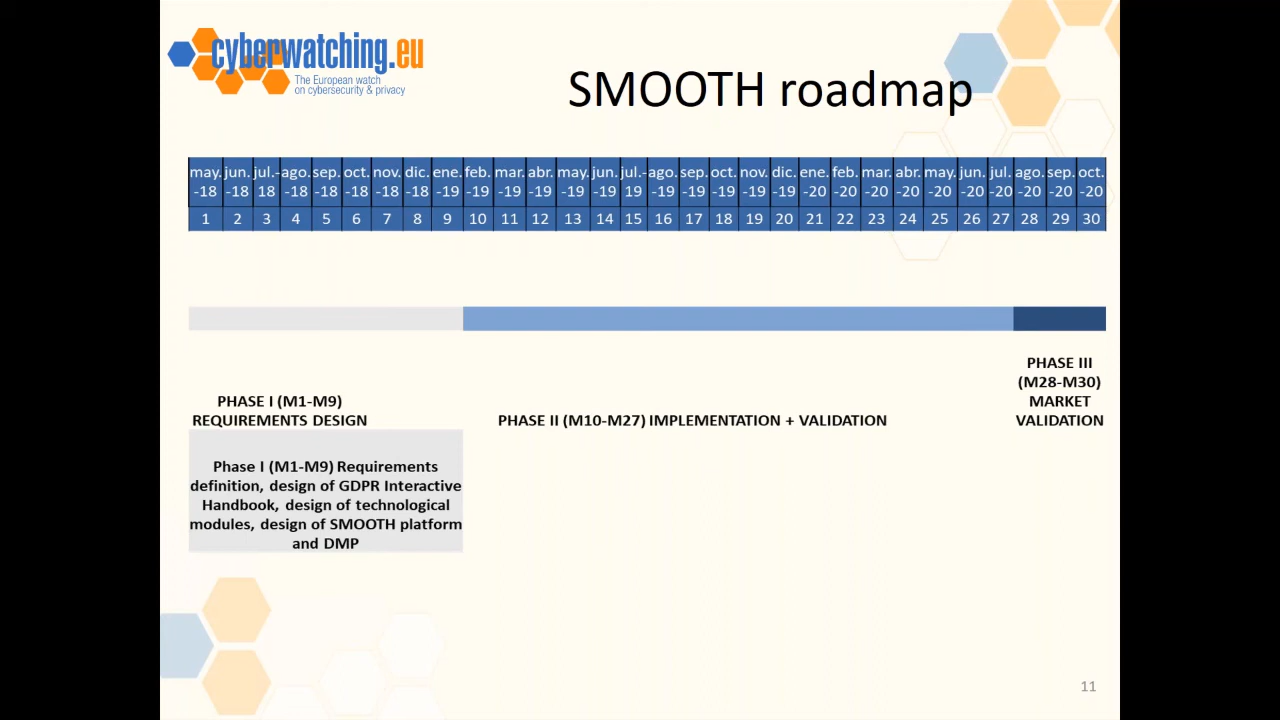 cyberwatching.eu
The European watch
on cybersecurity & privacy
SMOOTH roadmap
may. jun. jul.- ago. sep. oct. nov. dic. ene. feb. mar. abr. may. jun. jul.- ago. sep. oct. nov. dic. ene. feb. mar. abr. may. jun. jul. ago. sep. oct.
-18 -18 18 -18 -18 -18 -18 -18 -19 -19 -19 -19 -19 -19 19 -19 -19 -19 -19 -19 -20 -20 -20 -20 -20 -20 -20 -20 -20 -20
1 2 3 4 5 6 7 8 9 10 11 12 13 14 15 16 17 18 19 20 21 22 23 24 25 26 27 28 29 30
PHASE I (M1-M9)
REQUIREMENTS DESIGN
PHASE II (M10-M27) IMPLEMENTATION + VALIDATION
PHASE III
(M28-M30)
MARKET
VALIDATION
Phase I (M1-M9) Requirements
definition, design of GDPR Interactive
Handbook, design of technological
modules, design of SMOOTH platform
and DMP
11